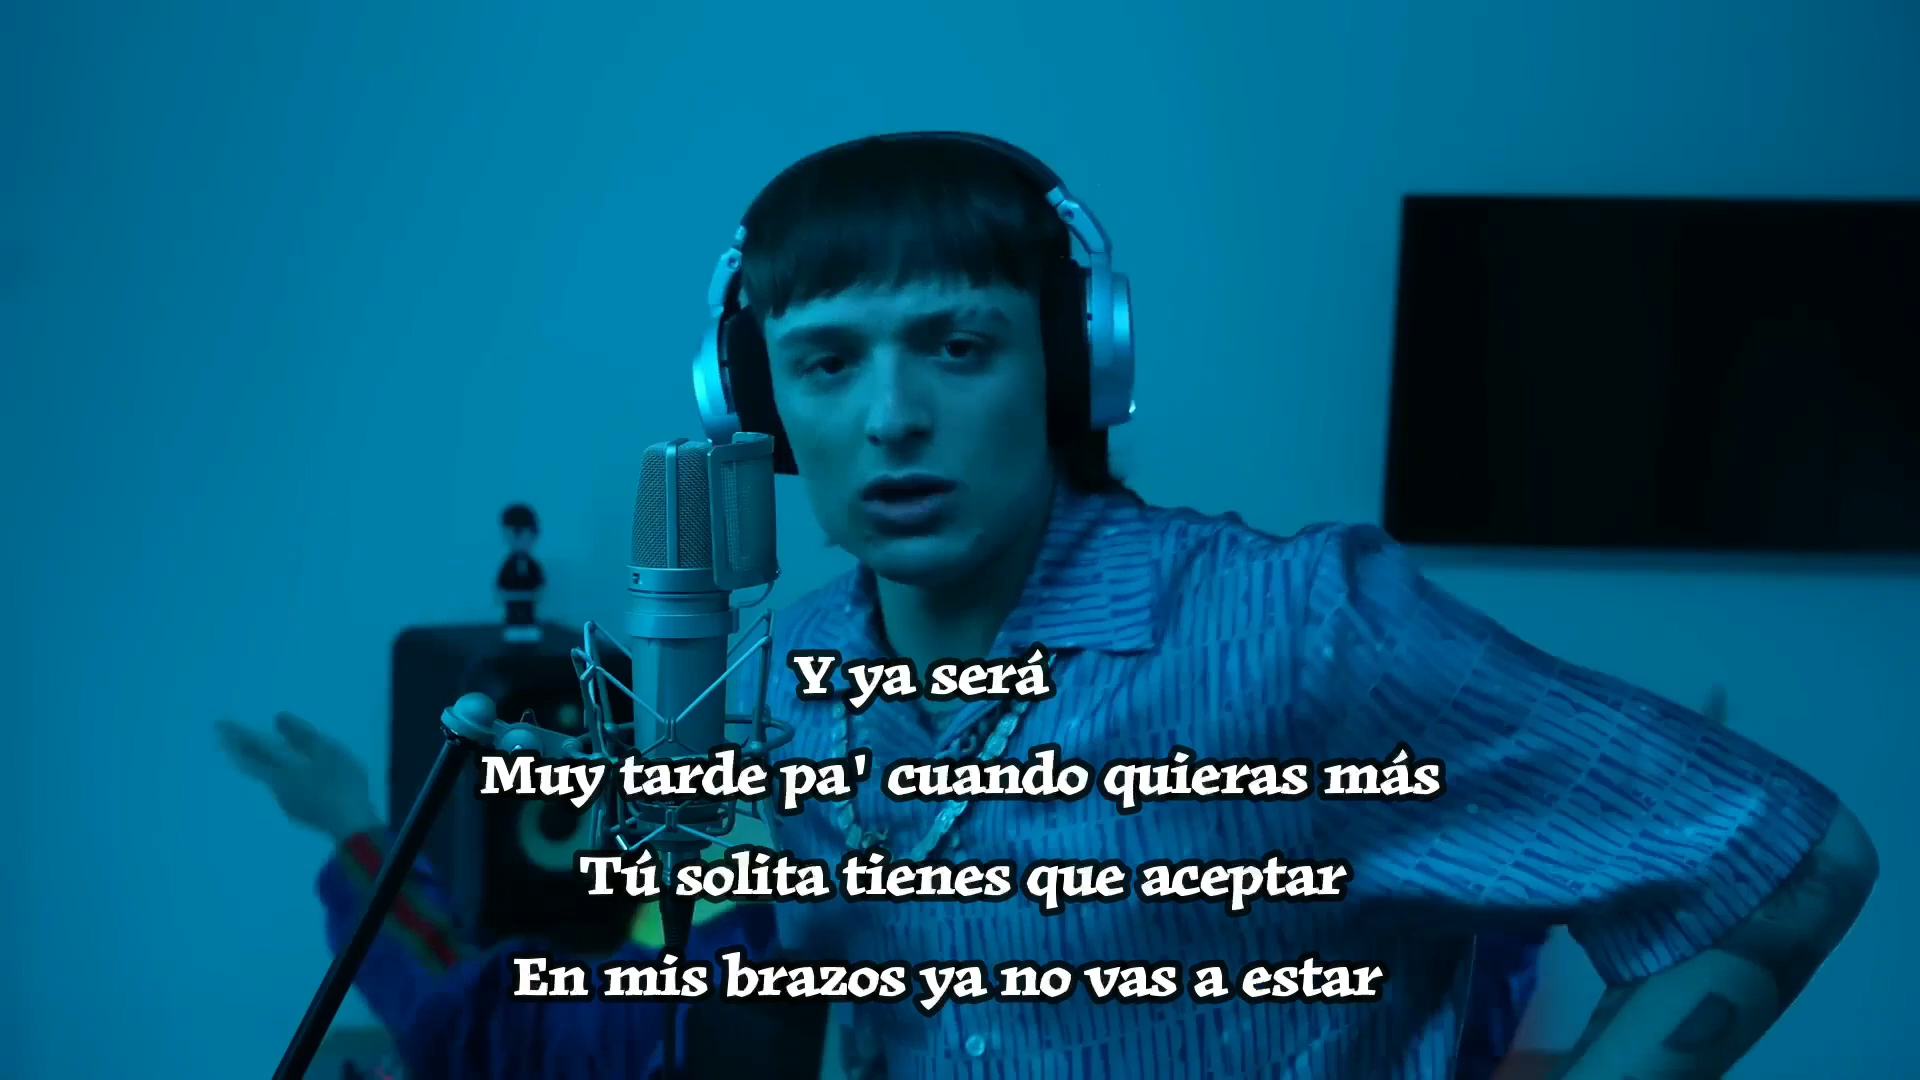 Y ya será
Muy tarde pa' cuando quieras más
Tú solita tienes que aceptar
En mis brazos ya no vas a estar